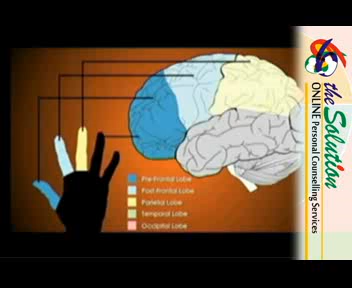 Pre-Frontal Lobe
Post-Frontal Lobe
Parietal Lobe
Temporal Lobe
Occipital Lobe
the Solution
ONLINE Personal Counselling Services